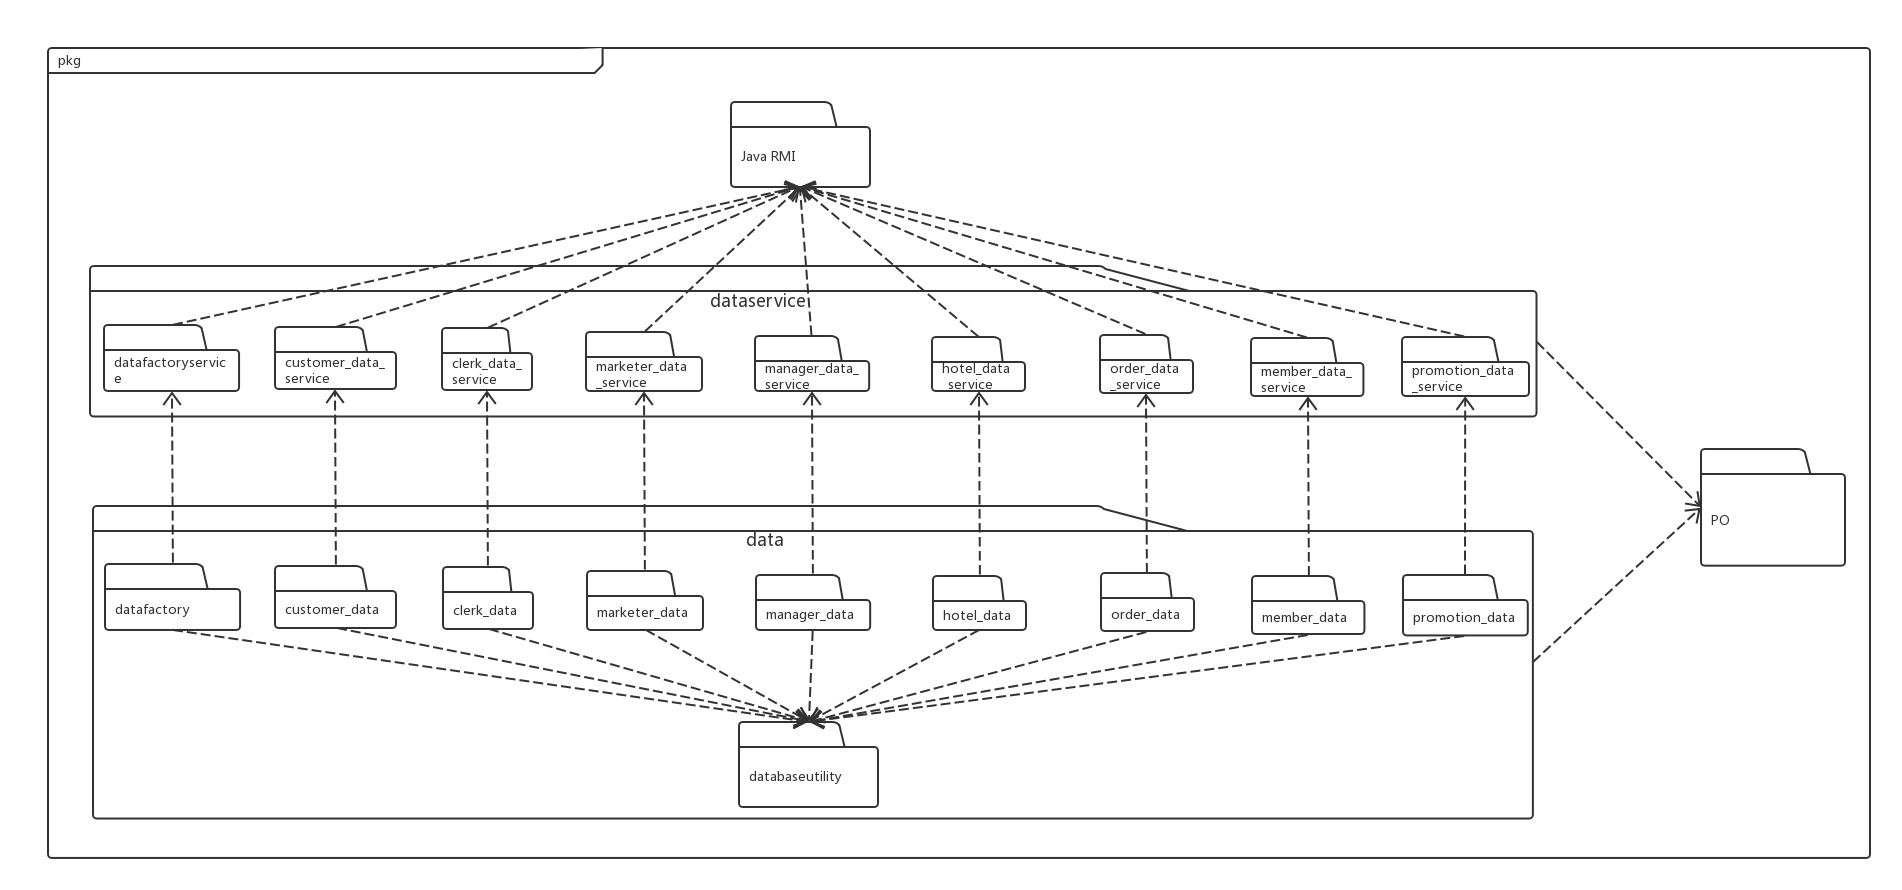 pkg
Java RMI
dataservice
datafactoryservic
e
customer_data_
service
clerk_data_
service
marketer_data
_service
manager_data_
service
hotel_data
_service
order_data
_service
member_data_
service
promotion_data
_service
PO
data
datafactory
customer_data
clerk_data
marketer_data
manager_data
hotel_data
order_data
member_data
promotion_data
databaseutility